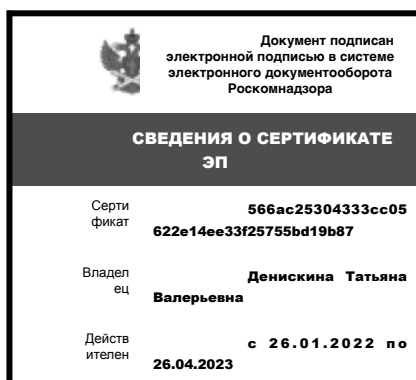 Документ подписан
электронной подписью в системе
электронного документооборота
Роскомнадзора
СВЕДЕНИЯ О СЕРТИФИКАТЕ
ЭП
Серти
фикат
566ac25304333cc05
622e14ee33f25755bd19b87
Владел
ец
Денискина Татьяна
Валерьевна
Действ
ителен
с 26.01.2022 по
26.04.2023